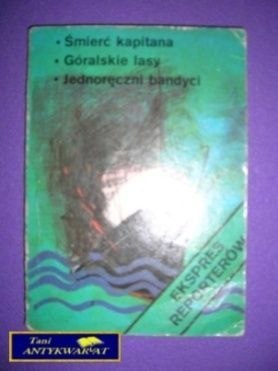 • Śmierć kapitana
• Góralskie lasy
• Jednoręczni bandyci
EKSPRES
REPORTERÓW
Tani
ANTYKWARIAT